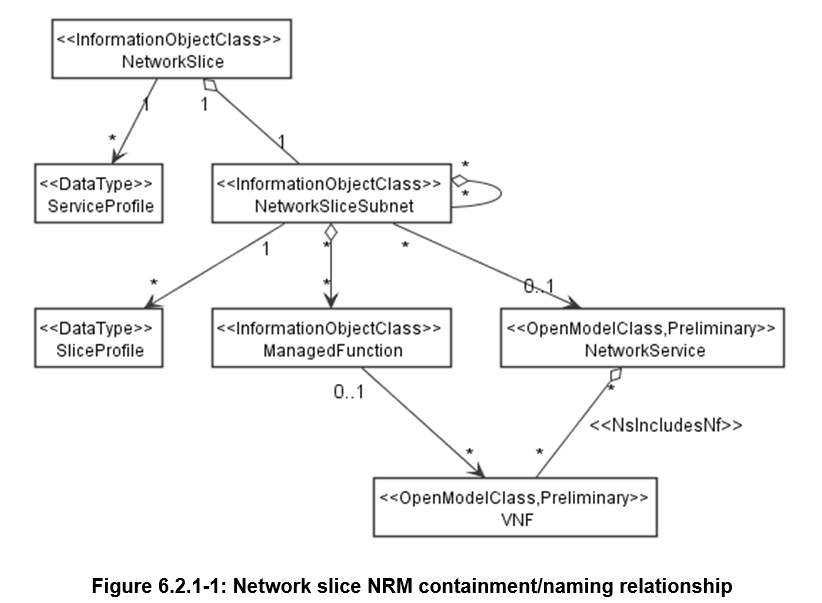 <<InformationObjectClass>>
NetworkSlice
1
1
*
1
<<DataType>>
ServiceProfile
<<InformationObjectClass>>
NetworkSliceSubnet
*
*
1
*
*
*
*
0..1
<<DataType>>
SliceProfile
<<InformationObjectClass>>
ManagedFunction
<<OpenModelClass,Preliminary>>
NetworkService
0..1
*
<<NsIncludesNf>>
*
*
<<OpenModelClass,Preliminary>>
VNF
Figure 6.2.1-1: Network slice NRM containment/naming relationship